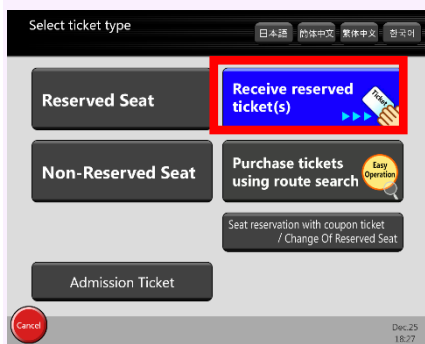 Select ticket type
日本語
简体中文
繁体中文
한국어
Reserved Seat
Receive reserved
ticket(s)
Ticket
Non-Reserved Seat
Purchase tickets
using route search
Easy
Operation
Seat reservation with coupon ticket
/ Change Of Reserved Seat
Admission Ticket
Cancel
Dec.25
18:27